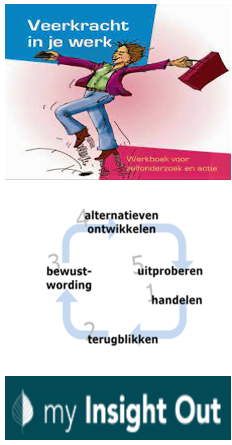 Veerkracht
in je werk
Werkboek voor
zelfonderzoek en actie
4
alternatieven
ontwikkelen
3
bewust-
wording
5
uitproberen
1
handelen
2
terugblikken
my Insight Out